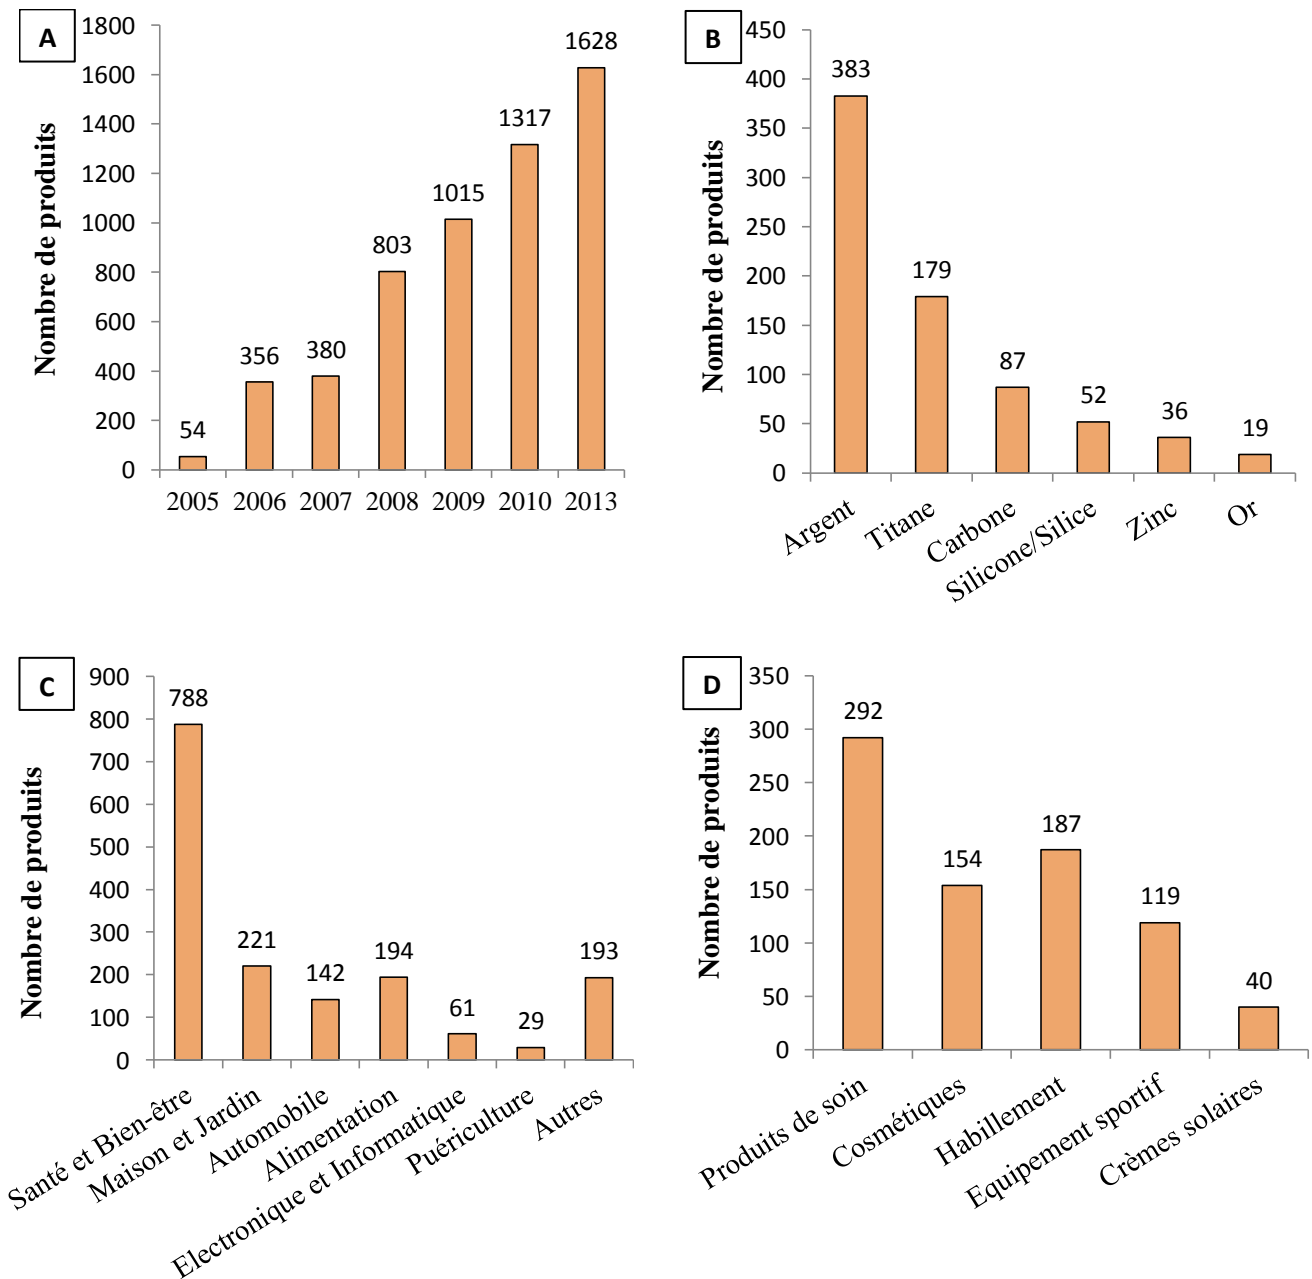 A
Nombre de produits
1800
1600
1400
1200
1000
800
600
400
200
0
54
356
380
803
1015
1317
1628
2005 2006 2007 2008 2009 2010 2013
B
Nombre de produits
450
400
350
300
250
200
150
100
50
0
383
179
87
52
36
19
Argent
Titane
Carbone
Silicone/Silice
Zinc
Or
C
Nombre de produits
900
800
700
600
500
400
300
200
100
0
788
221
142
194
61
29
193
Santé et Bien-être
Maison et Jardin
Automobile
Alimentation
Electronique et Informatique
Puériculture
Autres
D
Nombre de produits
350
300
250
200
150
100
50
0
292
154
187
119
40
Produits de soin
Cosmétiques
Habillement
Equipement sportif
Crèmes solaires